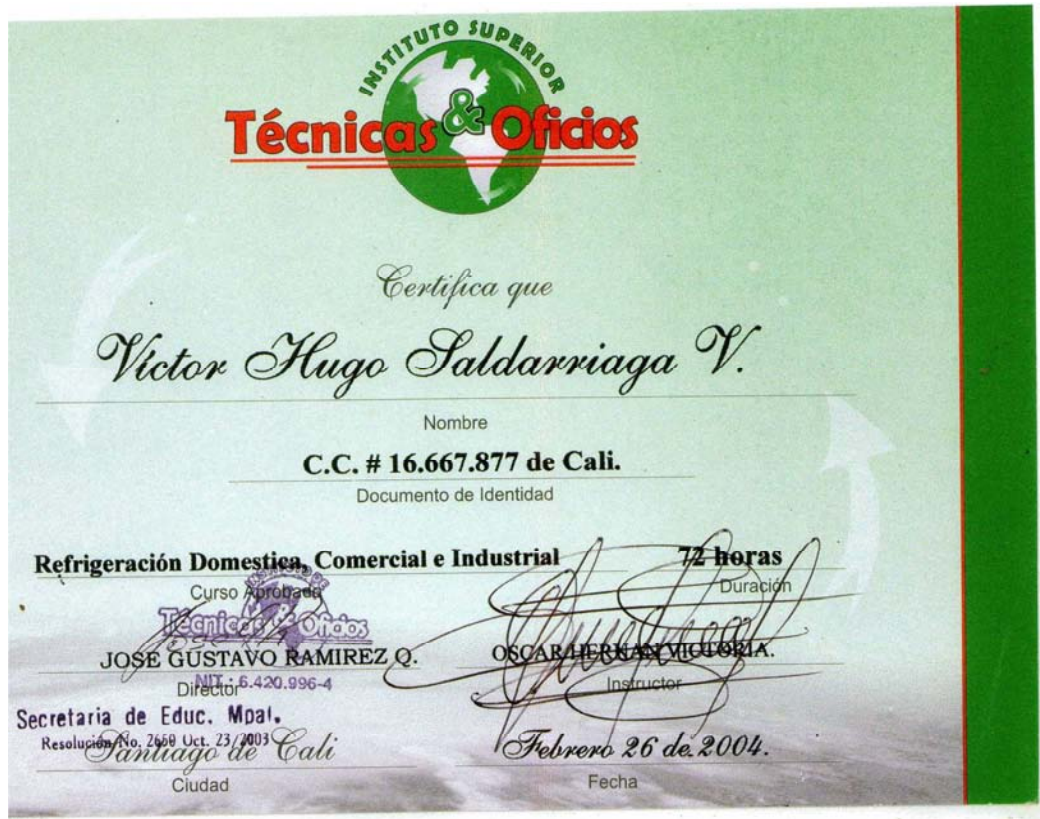 INSTITUTO SUPERIOR
Técnicas & Oficios
Certifica que
Víctor Hugo Saldarriaga V.
Nombre
C.C. # 16.667.877 de Cali.
Documento de Identidad
Refrigeración Domestica, Comercial e Industrial 72 horas
Curso Aprobado Duración
INSTITUTO DE
Técnicas & Oficios
JOSE GUSTAVO RAMIREZ Q. OSCAR HERNAN VICTORIA.
Director NIT.: 6.420.996-4 Instructor
Secretaria de Educ. Mpal.
Resolución No. 2660 Oct. 23/2003
Santiago de Cali Febrero 26 de 2004.
Ciudad Fecha